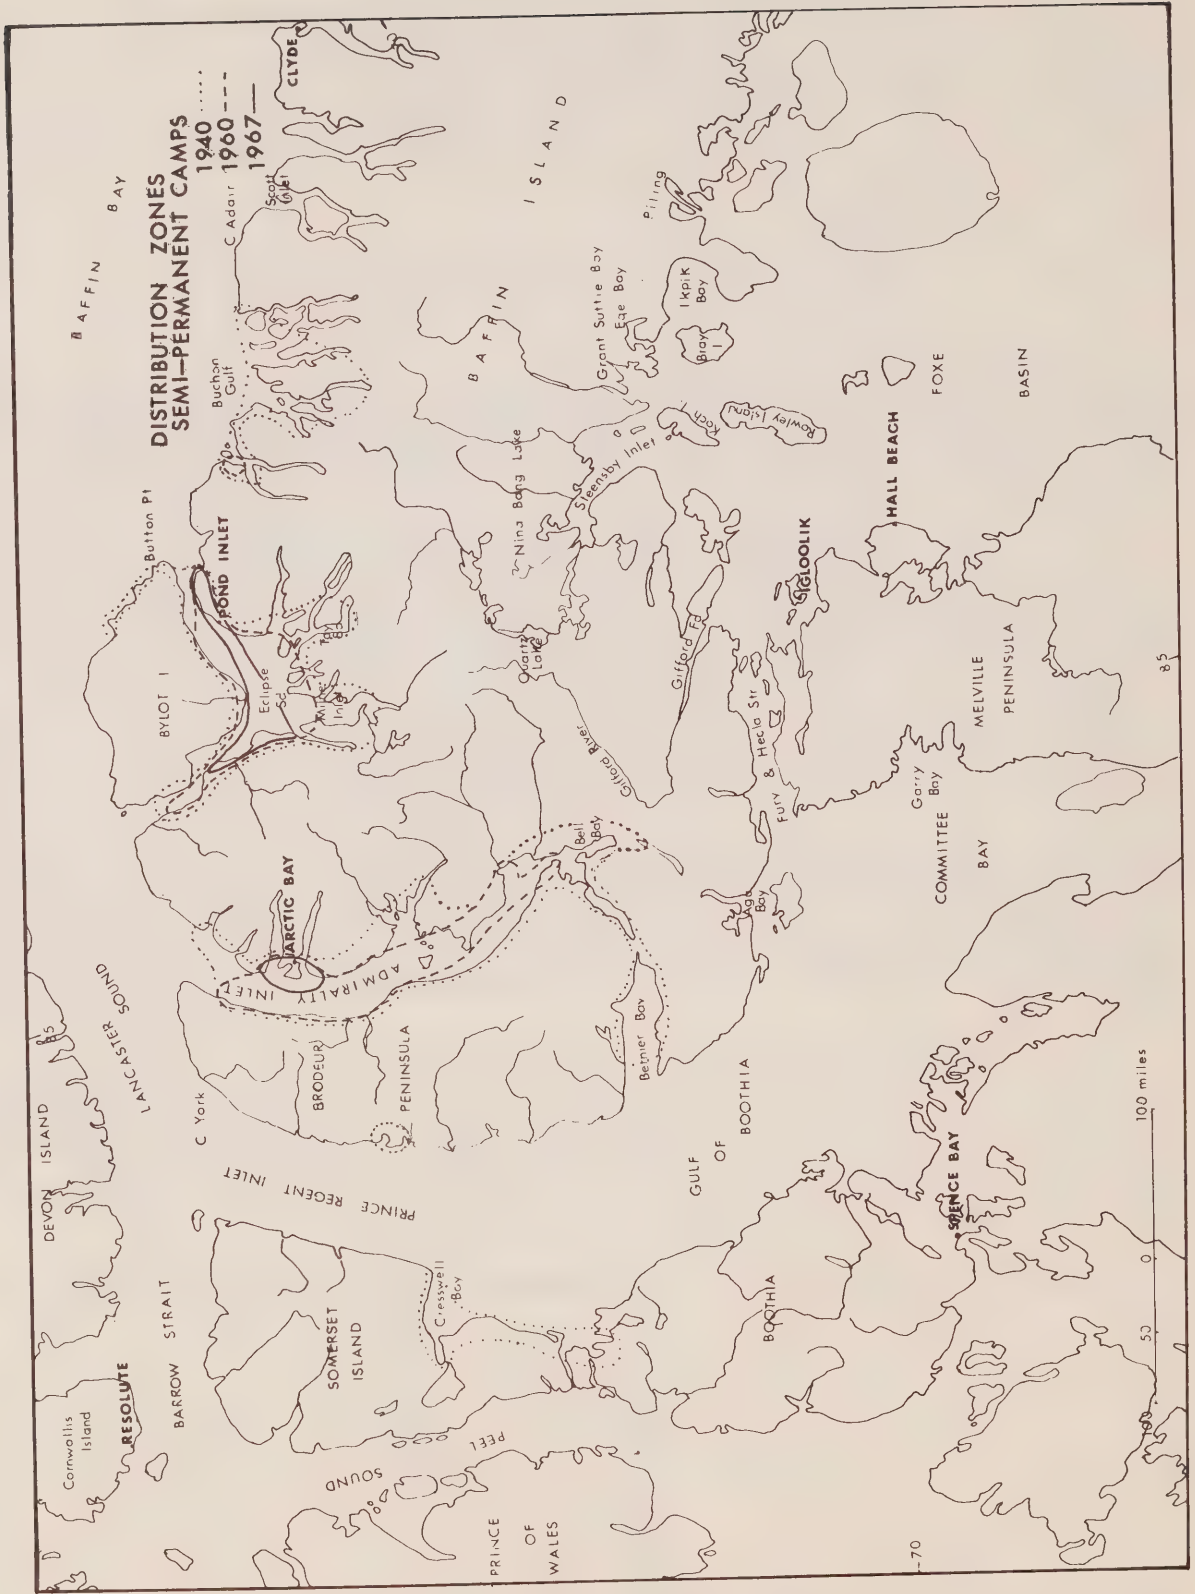 DISTRIBUTION ZONES
SEMI—PERMANENT CAMPS
1940 .....
1960 – – –
1967 ——
BAFFIN BAY
Cornwallis
Island
RESOLUTE
DEVON ISLAND
85
LANCASTER SOUND
BARROW STRAIT
C York
BYLOT I
Button Pt
POND INLET
Eclipse
Sd
Milne
Inlet
Buchan
Gulf
C Adair
Scott
Inlet
CLYDE
ARCTIC BAY
ADMIRALTY
INLET
BRODEUR
PENINSULA
PRINCE REGENT INLET
SOMERSET
ISLAND
Cresswell
Bay
PEEL
SOUND
PRINCE
OF
WALES
BAFFIN
ISLAND
Nina Bang Lake
Quartz
Lake
Gifford River
Gifford Fd
Steensby Inlet
Koch I
Rowley Island
Grant Suttie Bay
Eqe Bay
Ikpik
Bay
Bray
I
Piling
Bell
Bay
Bernier Bay
Agu
Bay
Fury & Hecla Str
IGLOOLIK
HALL BEACH
FOXE
BASIN
GULF
OF
BOOTHIA
BOOTHIA
COMMITTEE
BAY
Garry
Bay
MELVILLE
PENINSULA
85
SPENCE BAY
70
100 50 0 100 miles